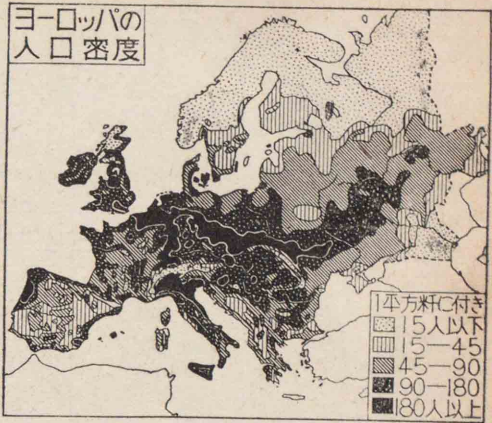 ヨーロッパの
人口密度
1平方粁に付き
15人以下
15―45
45―90
90―180
180人以上